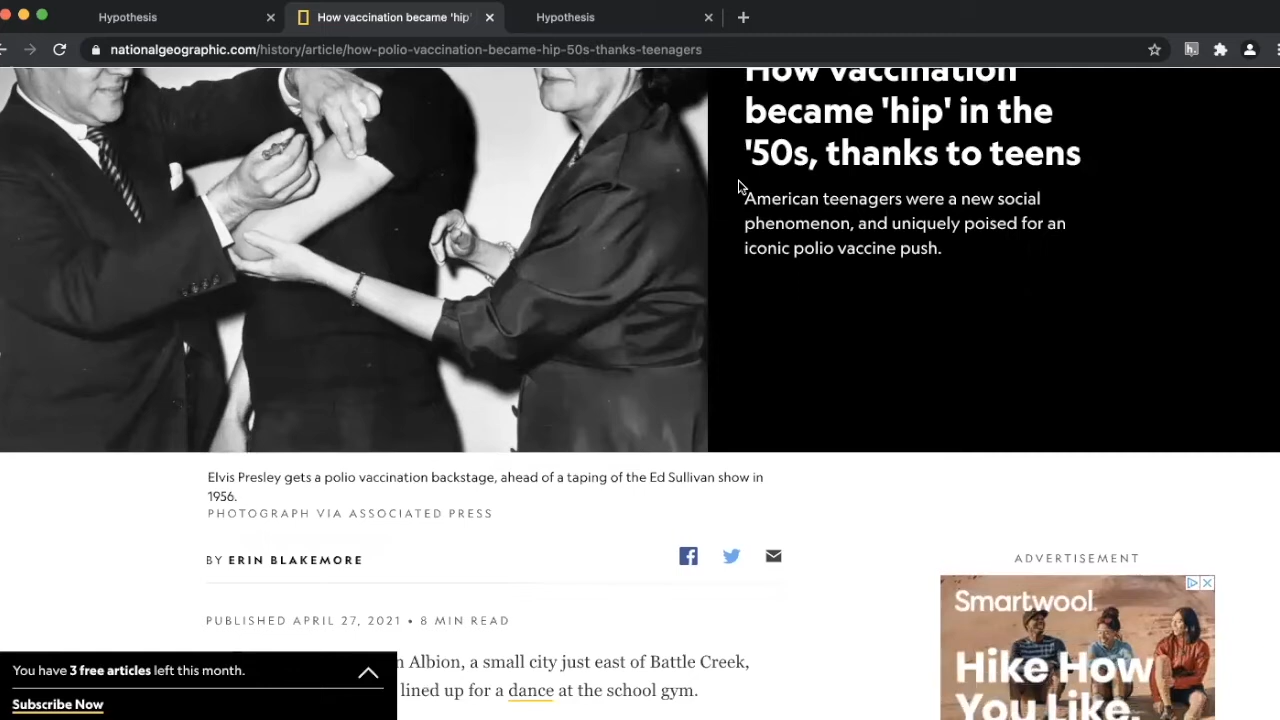 Hypothesis
How vaccination became 'hip'
Hypothesis
nationalgeographic.com/history/article/how-polio-vaccination-became-hip-50s-thanks-teenagers
h.
How vaccination
became 'hip' in the
'50s, thanks to teens
American teenagers were a new social
phenomenon, and uniquely poised for an
iconic polio vaccine push.
Elvis Presley gets a polio vaccination backstage, ahead of a taping of the Ed Sullivan show in
1956.
PHOTOGRAPH VIA ASSOCIATED PRESS
BY ERIN BLAKEMORE
PUBLISHED APRIL 27, 2021 • 8 MIN READ
ADVERTISEMENT
Smartwool
Hike How
You Like.
n Albion, a small city just east of Battle Creek,
lined up for a dance at the school gym.
You have 3 free articles left this month.
Subscribe Now